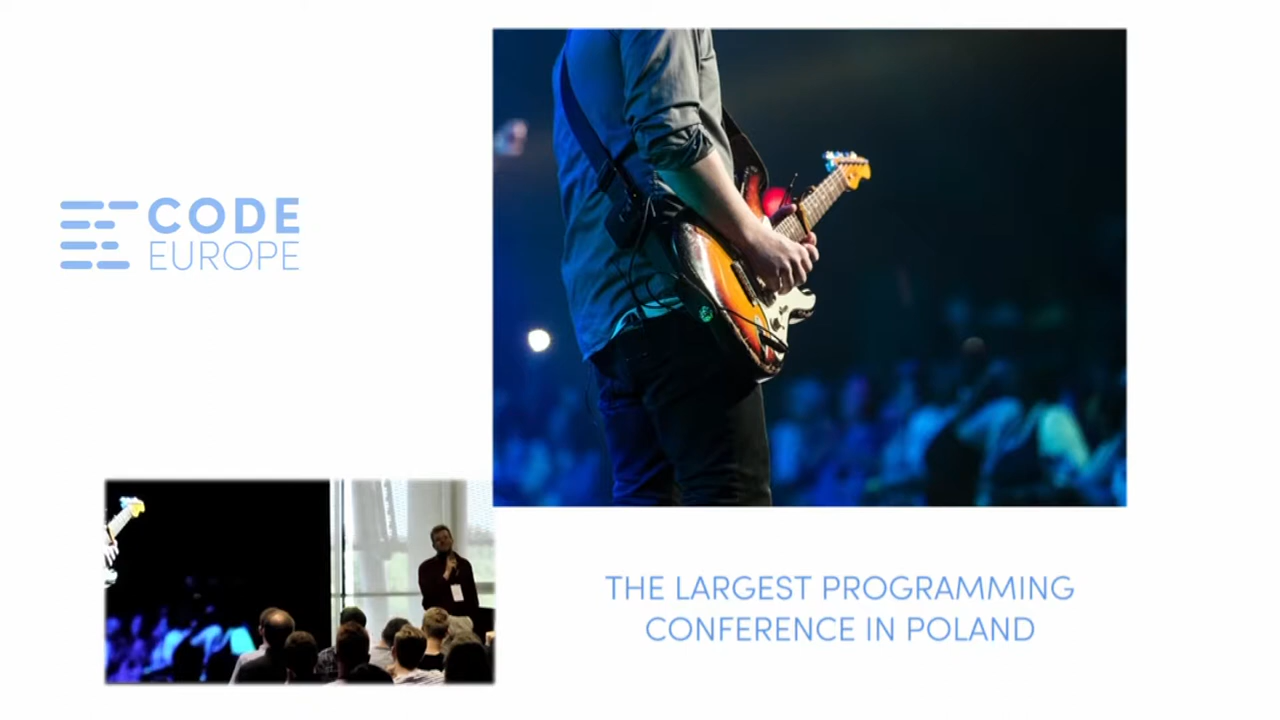 CODE
EUROPE
THE LARGEST PROGRAMMING
CONFERENCE IN POLAND